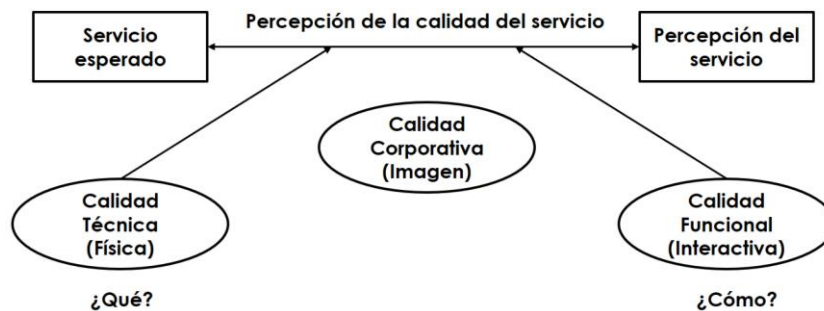 Percepción de la calidad del servicio
Servicio
esperado
Percepción del
servicio
Calidad
Corporativa
(Imagen)
Calidad
Técnica
(Física)
Calidad
Funcional
(Interactiva)
¿Qué?
¿Cómo?